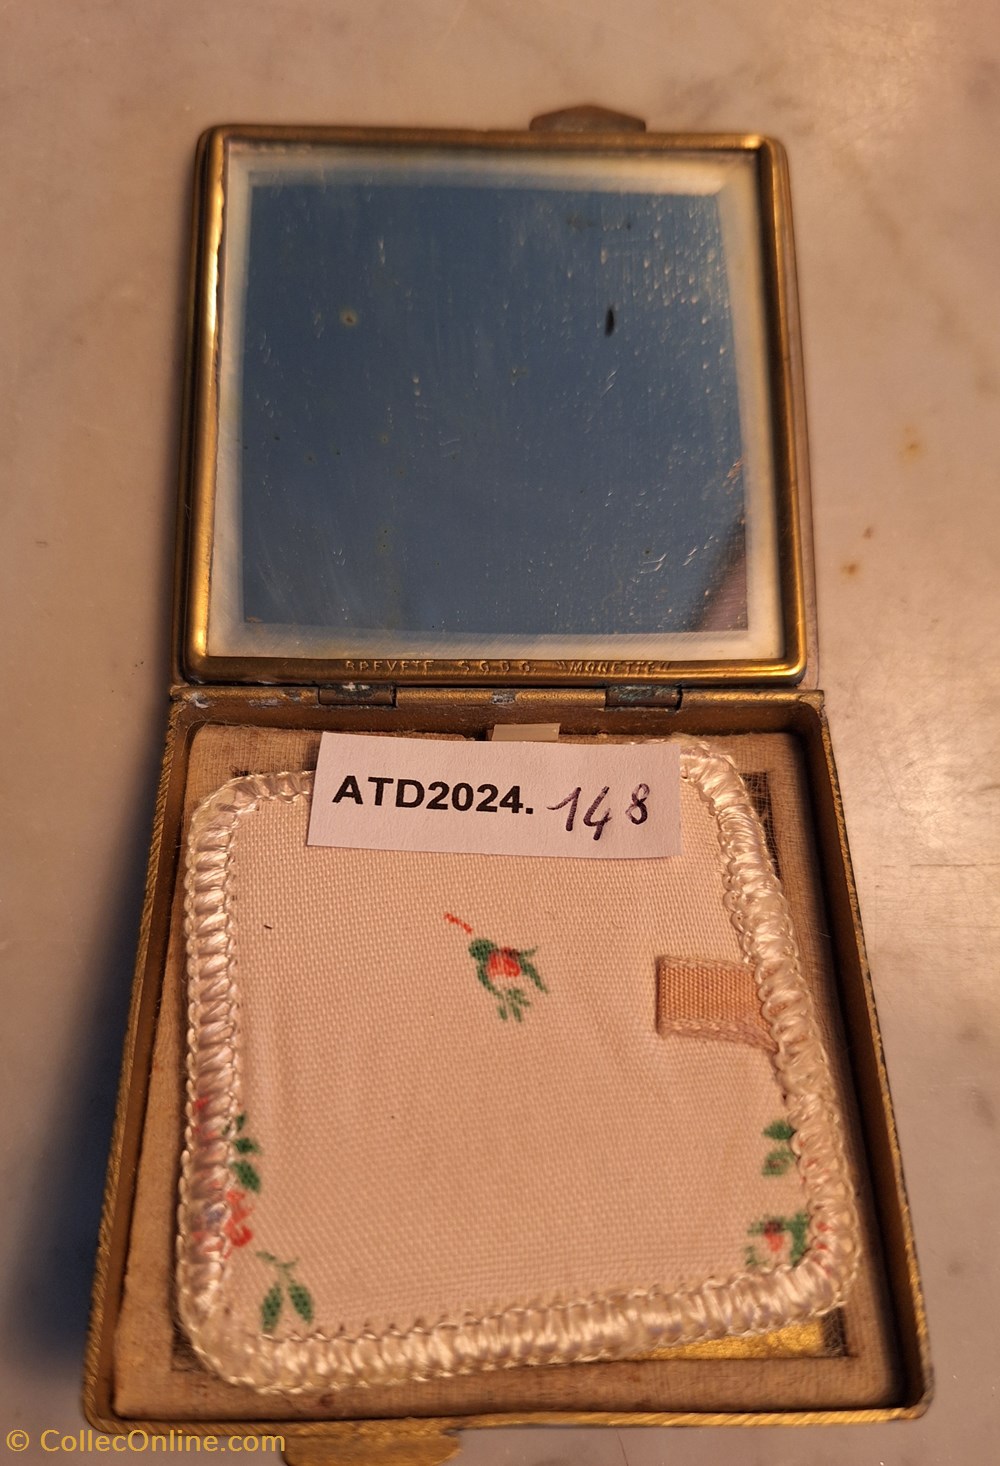 BREVETE S.G.D.G. "MONETTE"
ATD2024.148
© CollecOnline.com